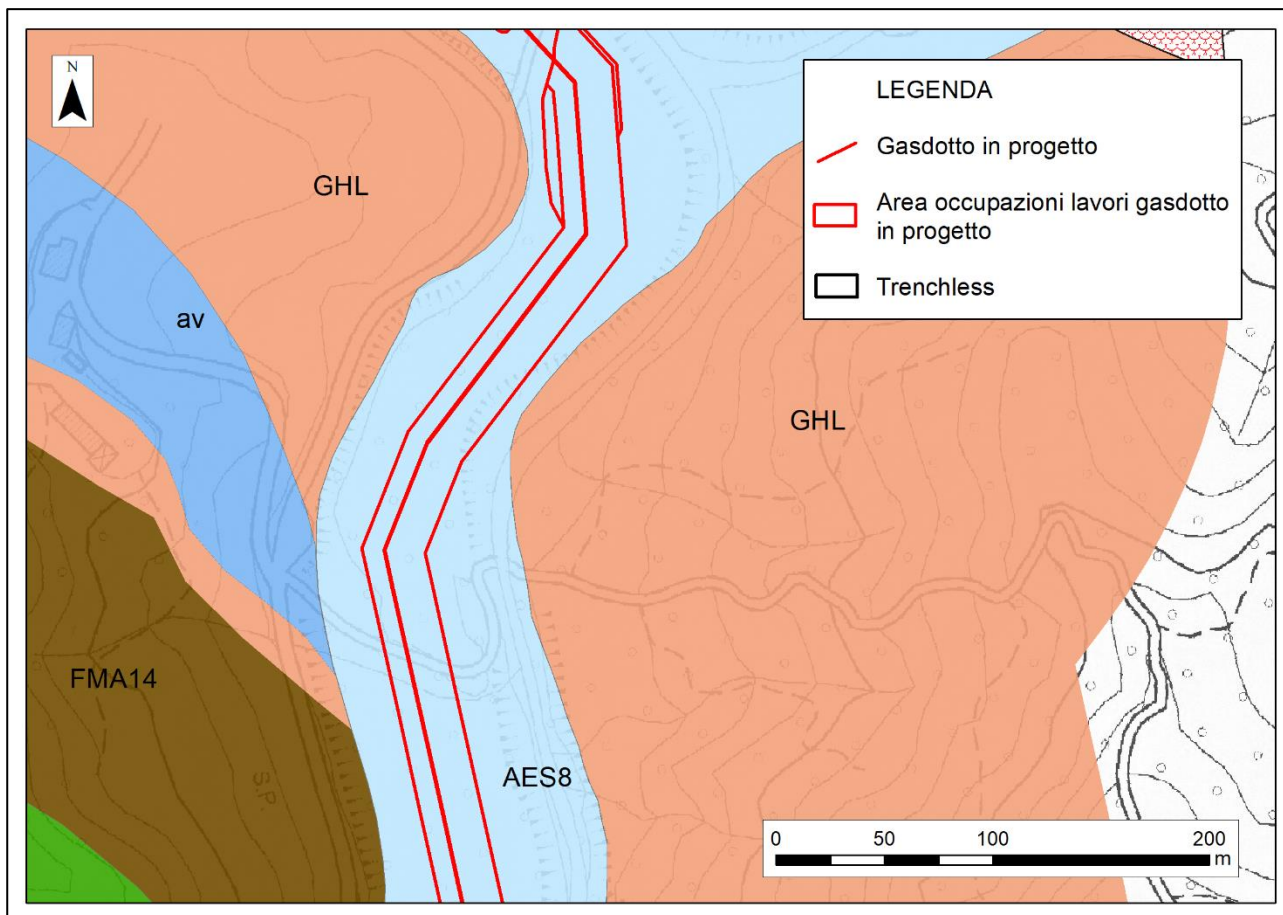 N
LEGENDA
Gasdotto in progetto
Area occupazioni lavori gasdotto
in progetto
Trenchless
GHL
av
GHL
FMA14
S.P.
AES8
0 50 100 200
m